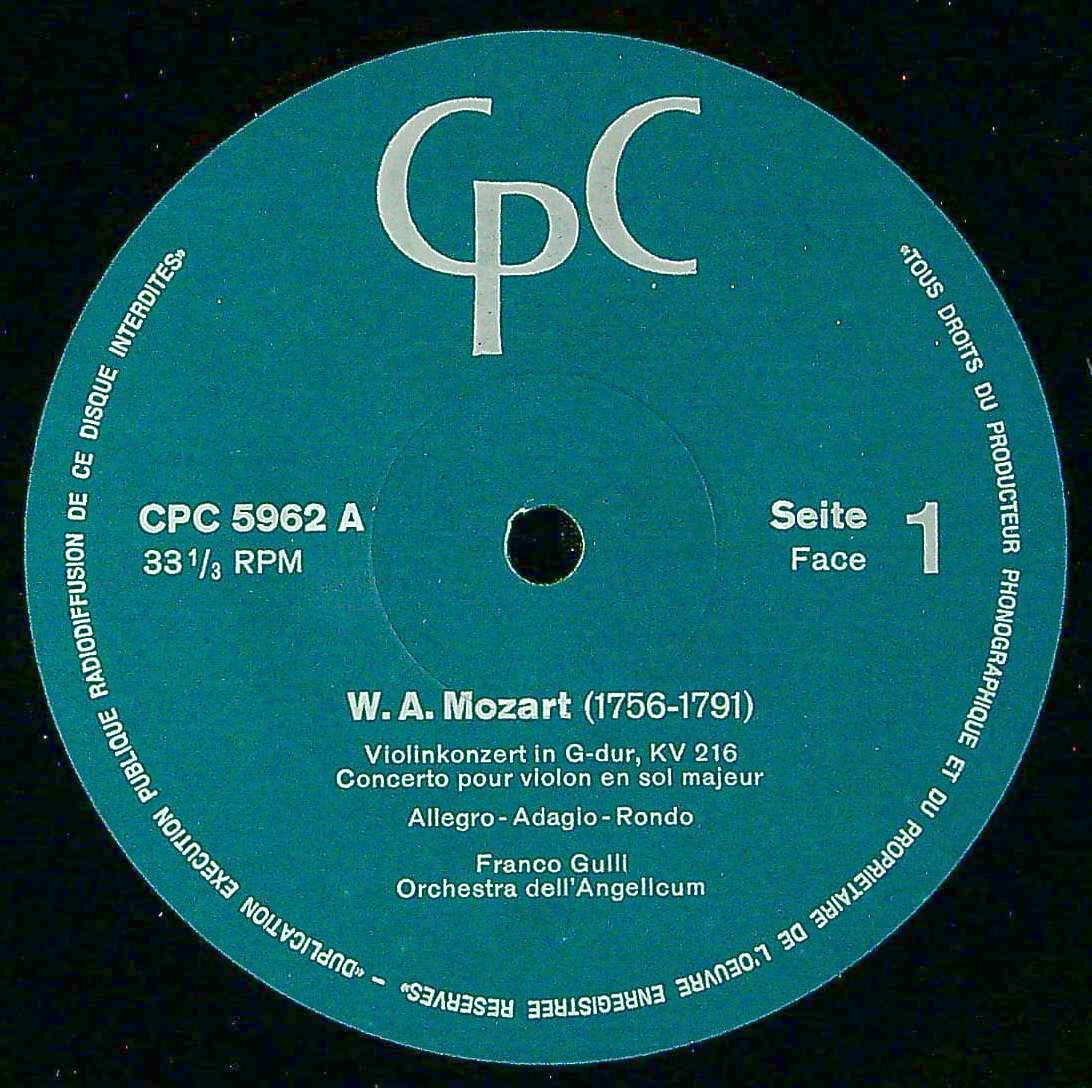 CPC
«TOUS DROITS DU PRODUCTEUR PHONOGRAPHIQUE ET DU PROPRIETAIRE DE L'OEUVRE ENREGISTREE RESERVES» – «DUPLICATION EXECUTION PUBLIQUE RADIODIFFUSION DE CE DISQUE INTERDITES»
CPC 5962 A
33 1/3 RPM
Seite 1
Face
W. A. Mozart (1756-1791)
Violinkonzert in G-dur, KV 216
Concerto pour violon en sol majeur
Allegro - Adagio - Rondo
Franco Gulli
Orchestra dell'Angelicum